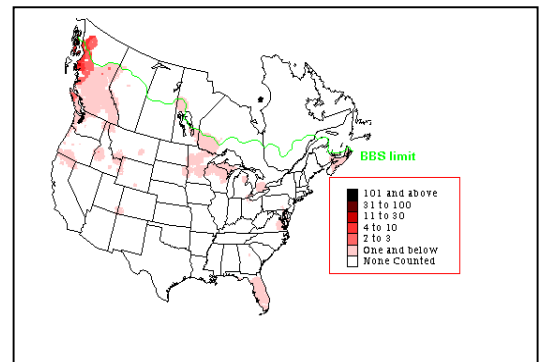 BBS limit
101 and above
31 to 100
11 to 30
4 to 10
2 to 3
One and below
None Counted